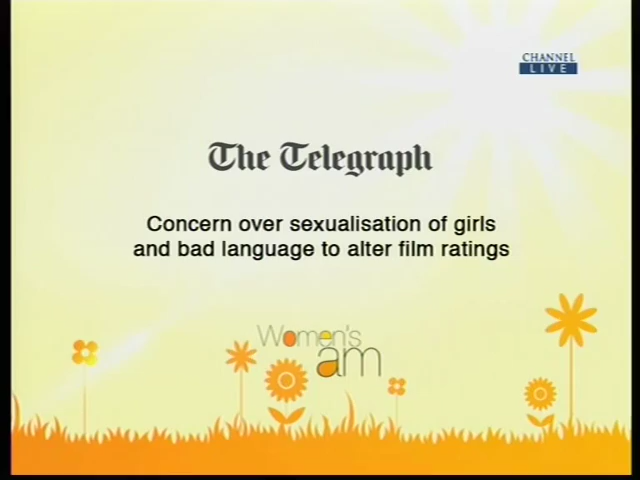 CHANNEL
LIVE
The Telegraph
Concern over sexualisation of girls
and bad language to alter film ratings
Women's
am